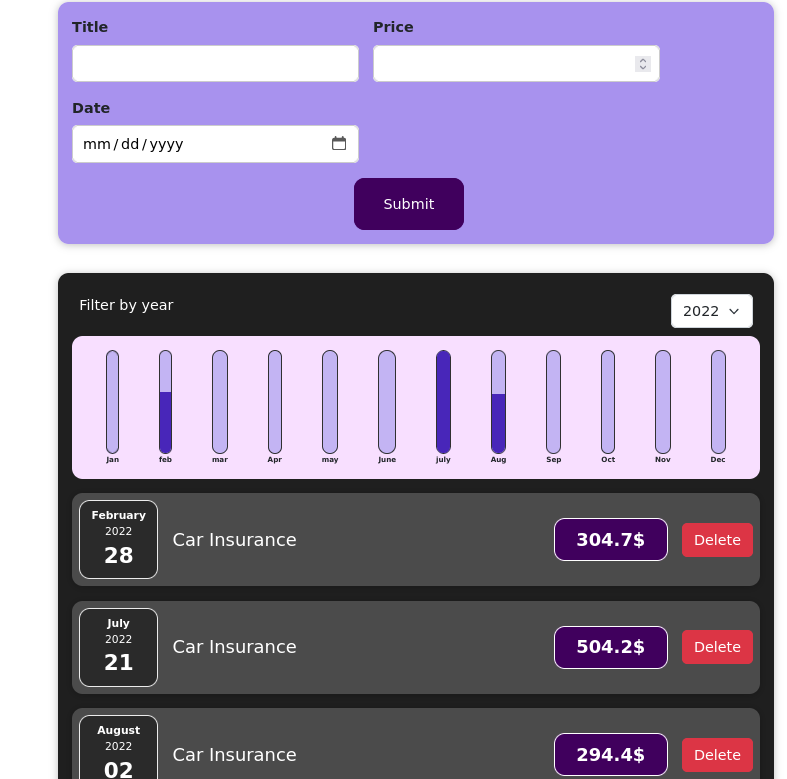 Title Price
Date
mm/dd/yyyy
Submit
Filter by year 2022
Jan feb mar Apr may June july Aug Sep Oct Nov Dec
February
2022
28
Car Insurance 304.7$ Delete
July
2022
21
Car Insurance 504.2$ Delete
August
2022
02
Car Insurance 294.4$ Delete